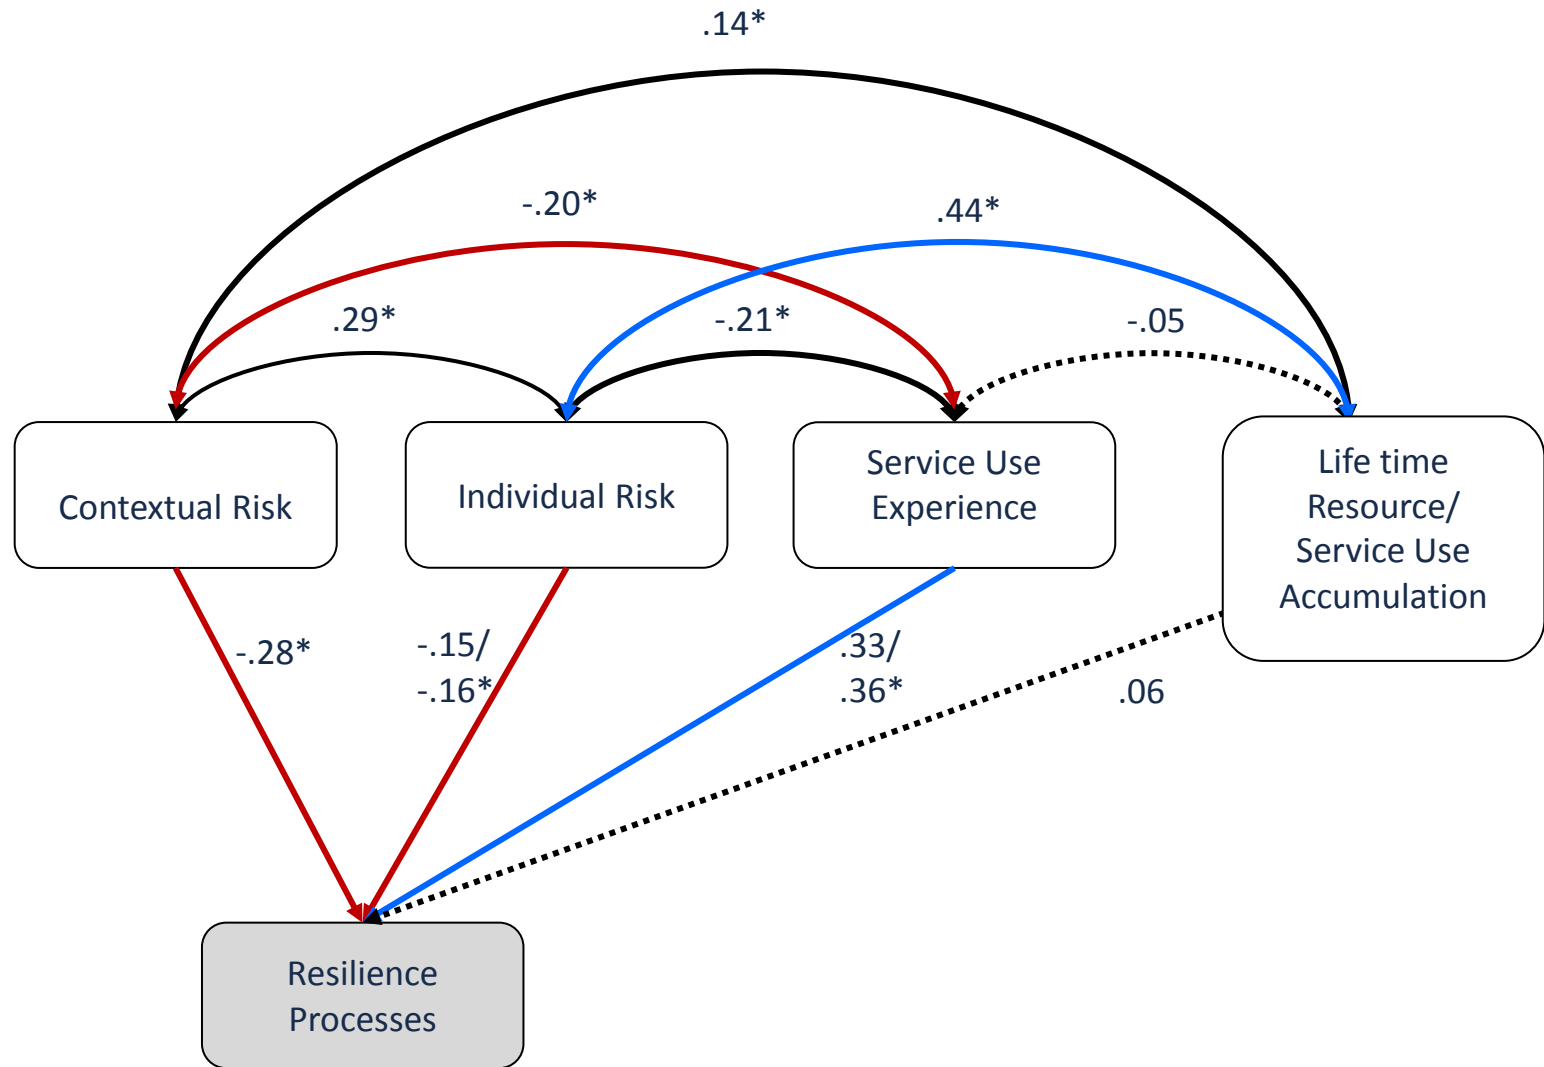 .14*
-.20*
.44*
.29*
-.21*
-.05
Contextual Risk
Individual Risk
Service Use
Experience
Life time
Resource/
Service Use
Accumulation
-.28*
-.15/
-.16*
.33/
.36*
.06
Resilience
Processes